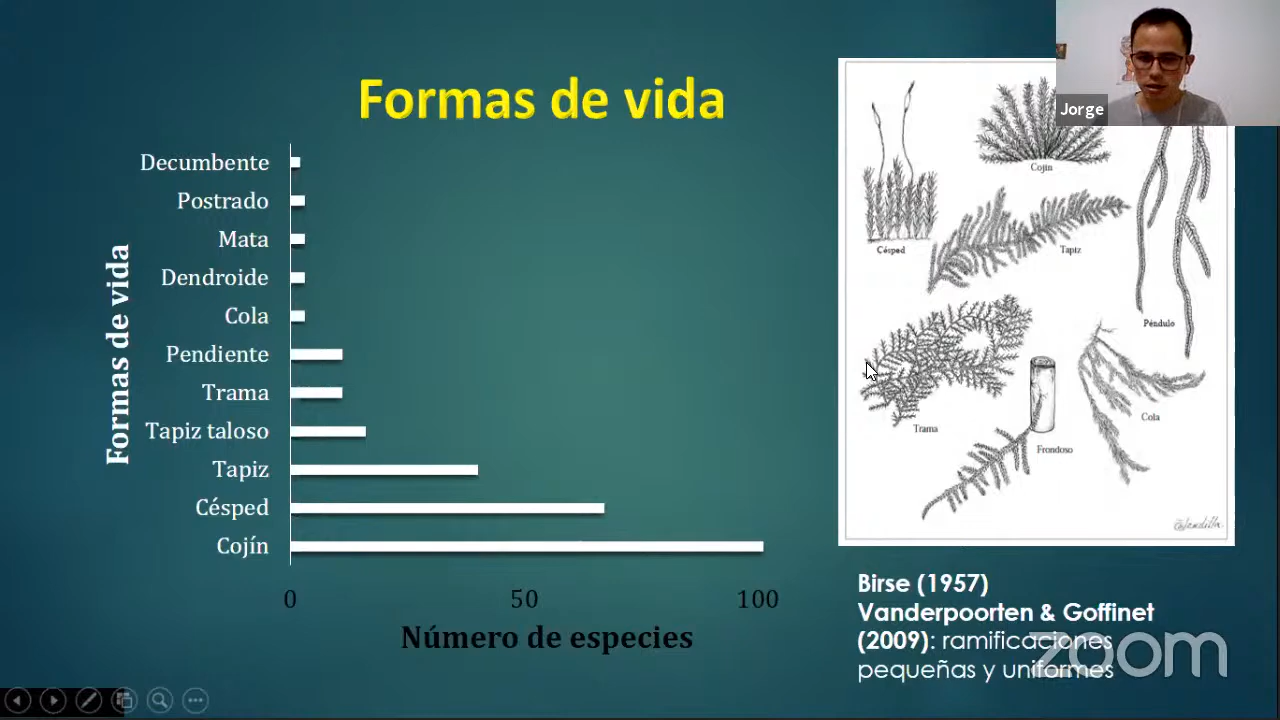 Formas de vida
Jorge
Formas de vida
Decumbente
Postrado
Mata
Dendroide
Cola
Pendiente
Trama
Tapiz taloso
Tapiz
Césped
Cojín
0 50 100
Número de especies
Cojín
Césped
Tapiz
Péndulo
Trama
Cola
Frondoso
Birse (1957)
Vanderpoorten & Goffinet
(2009): ramificaciones
pequeñas y uniformes
zoom